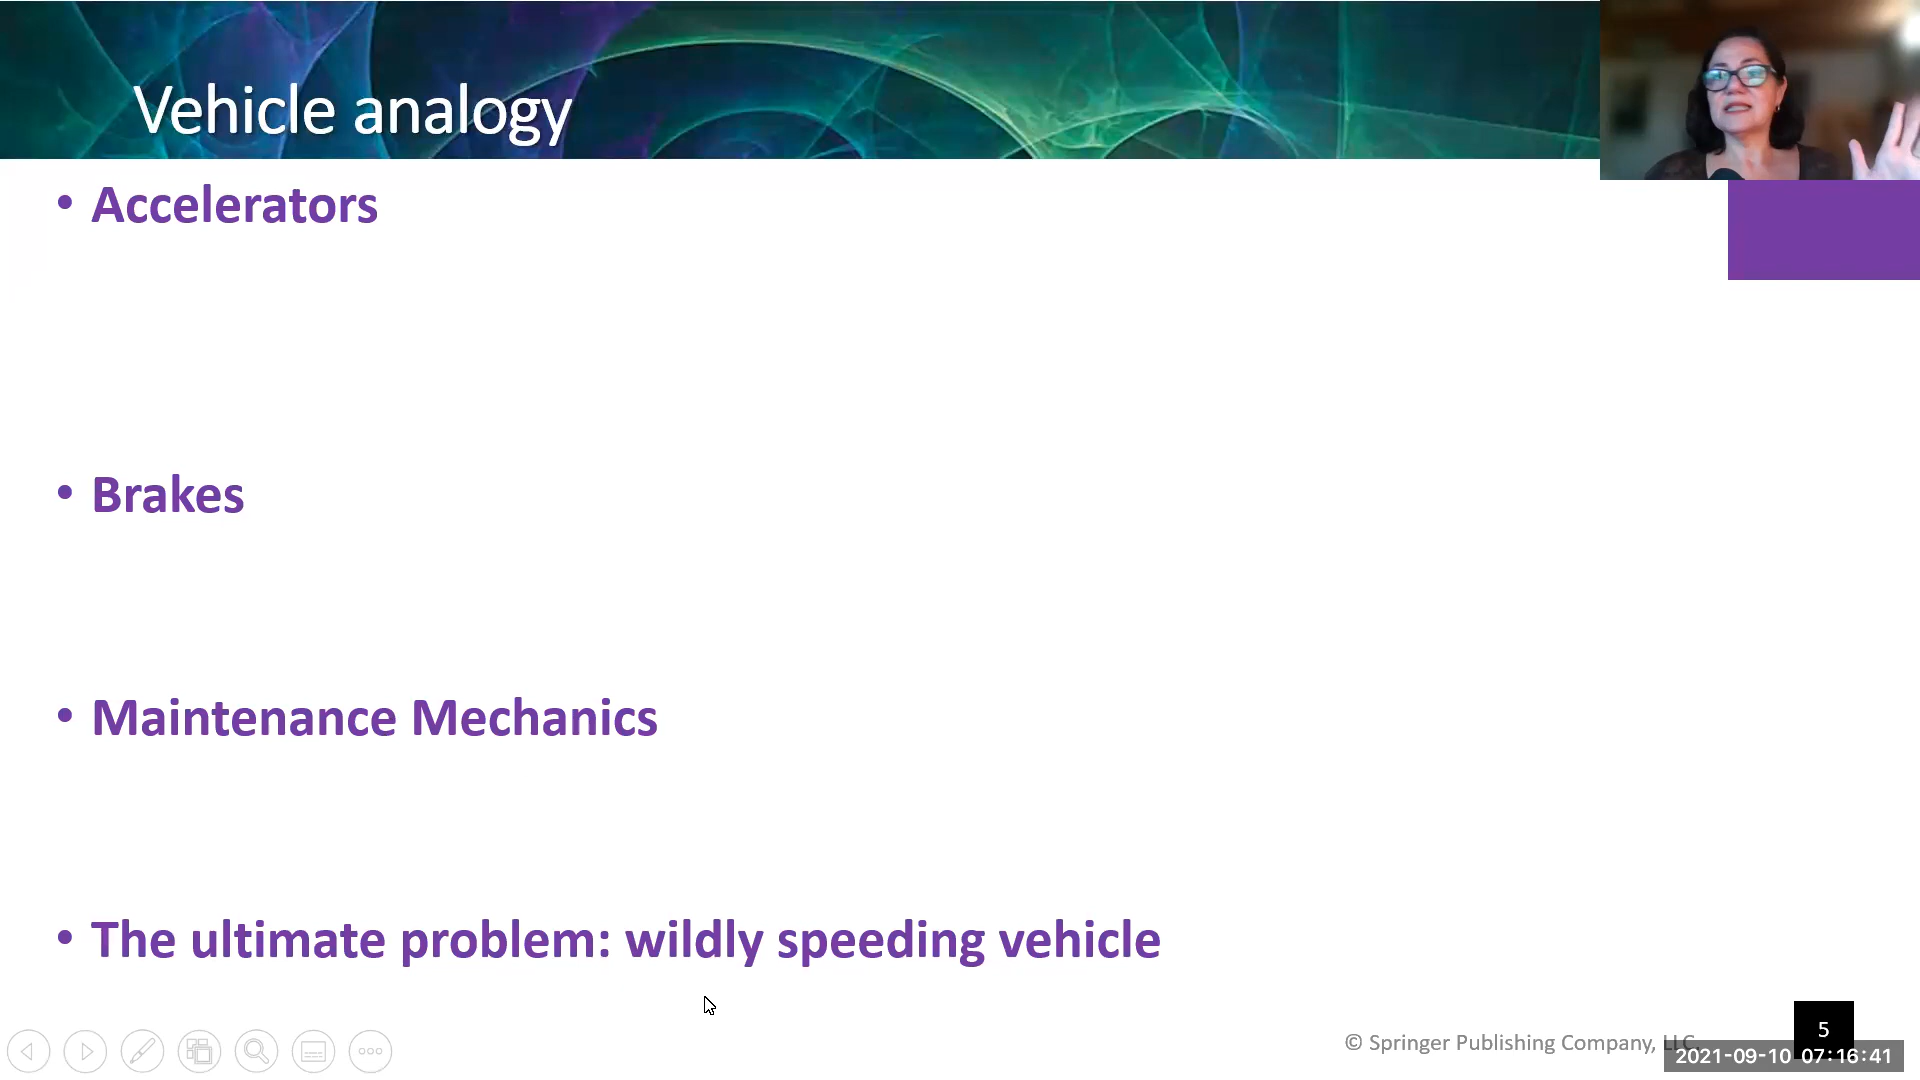 Vehicle analogy
• Accelerators
• Brakes
• Maintenance Mechanics
• The ultimate problem: wildly speeding vehicle
© Springer Publishing Company, LLC.
5
2021-09-10 07:16:41